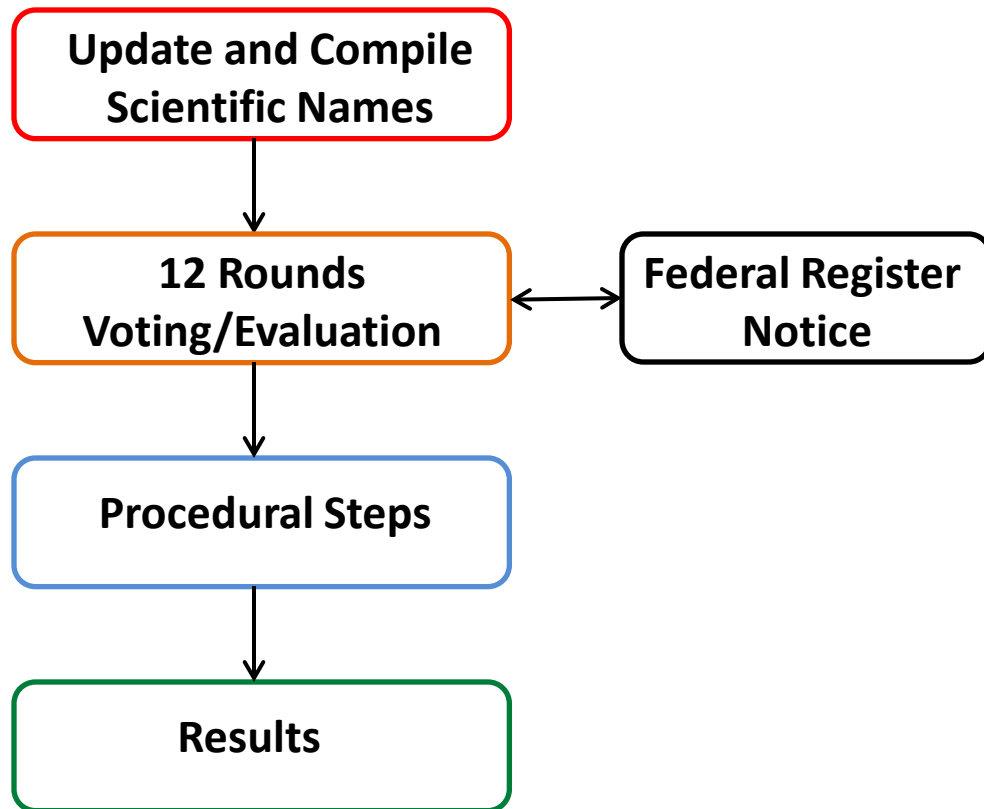 Update and Compile
Scientific Names
12 Rounds
Voting/Evaluation
Federal Register
Notice
Procedural Steps
Results